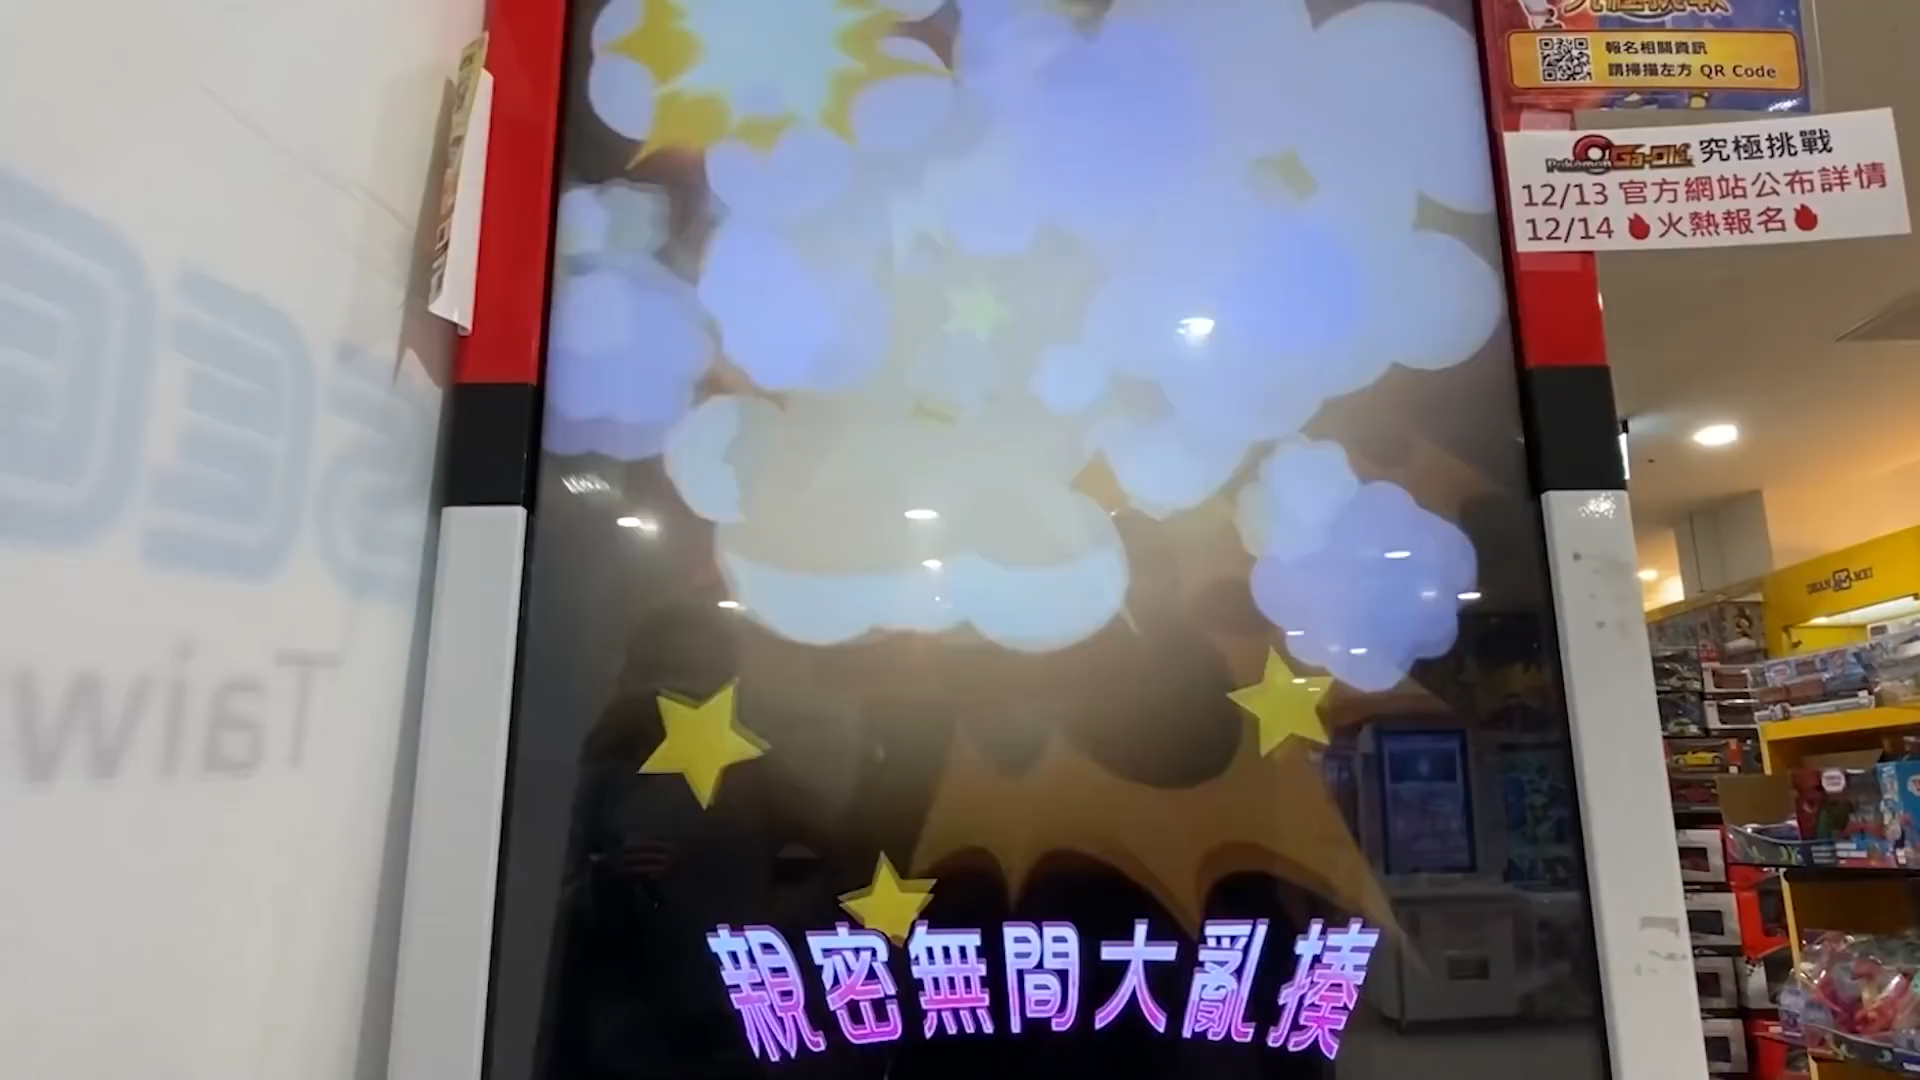 報名相關資訊
請掃描左方 QR Code
Pokémon Ga-Olé 究極挑戰
12/13 官方網站公布詳情
12/14 火熱報名
Taiw
親密無間大亂揍